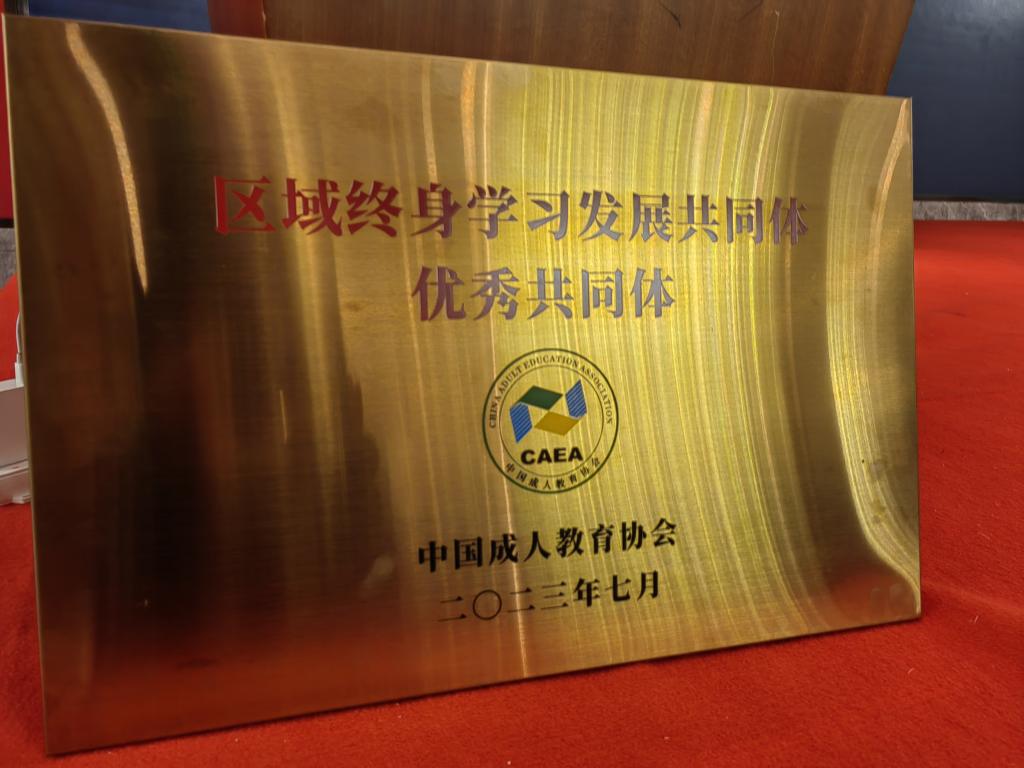 区域终身学习发展共同体
优秀共同体
CHINA ADULT EDUCATION ASSOCIATION
CAEA
中国成人教育协会
中国成人教育协会
二〇二三年七月